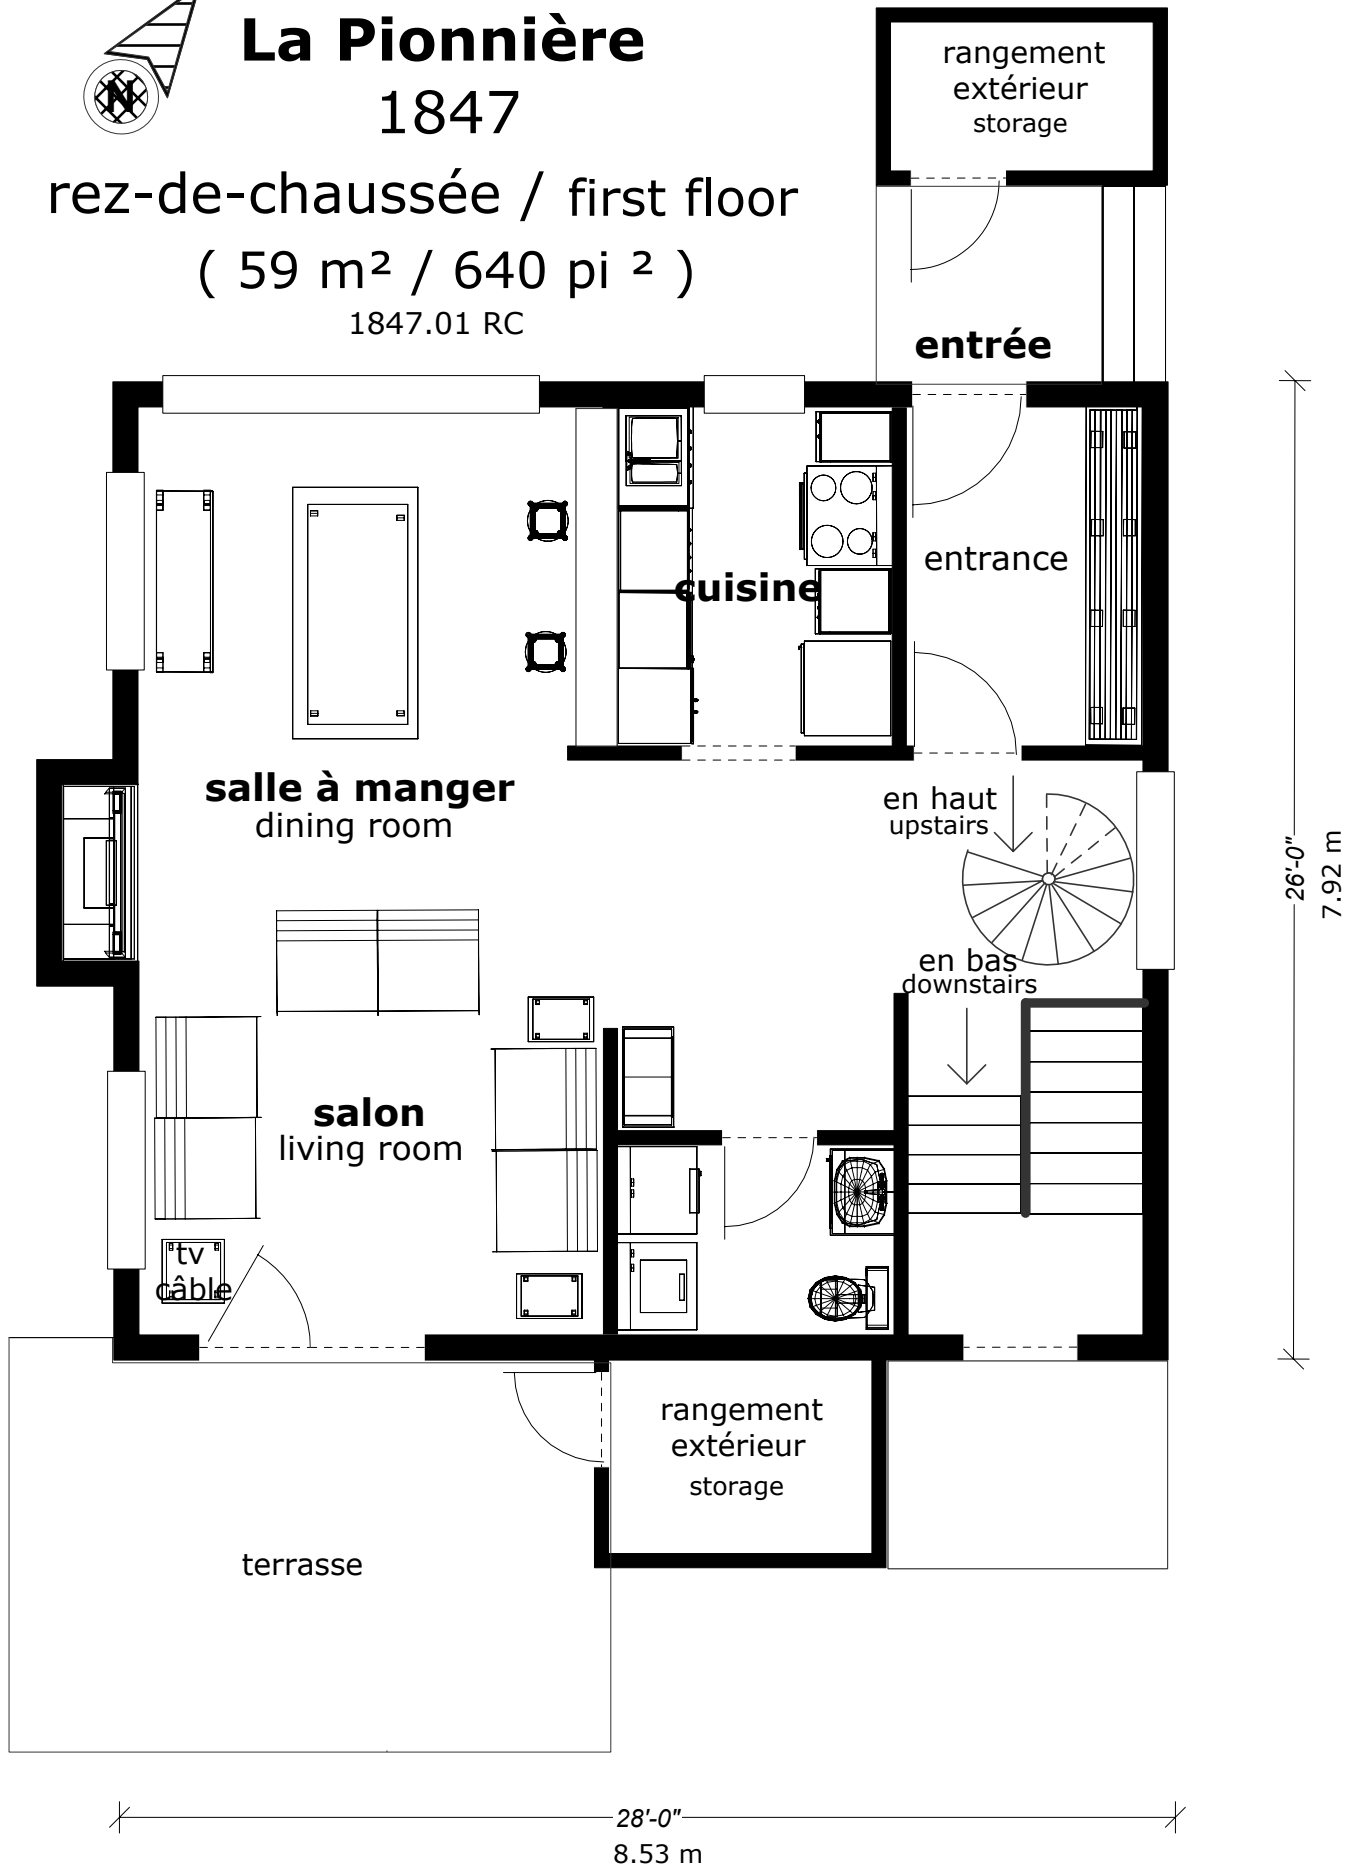 La Pionnière
1847
rez-de-chaussée / first floor
( 59 m² / 640 pi ² )
1847.01 RC
N
rangement
extérieur
storage
entrée
entrance
cuisine
salle à manger
dining room
en haut
upstairs
en bas
downstairs
salon
living room
tv
câble
rangement
extérieur
storage
terrasse
26'-0"
7.92 m
28'-0"
8.53 m